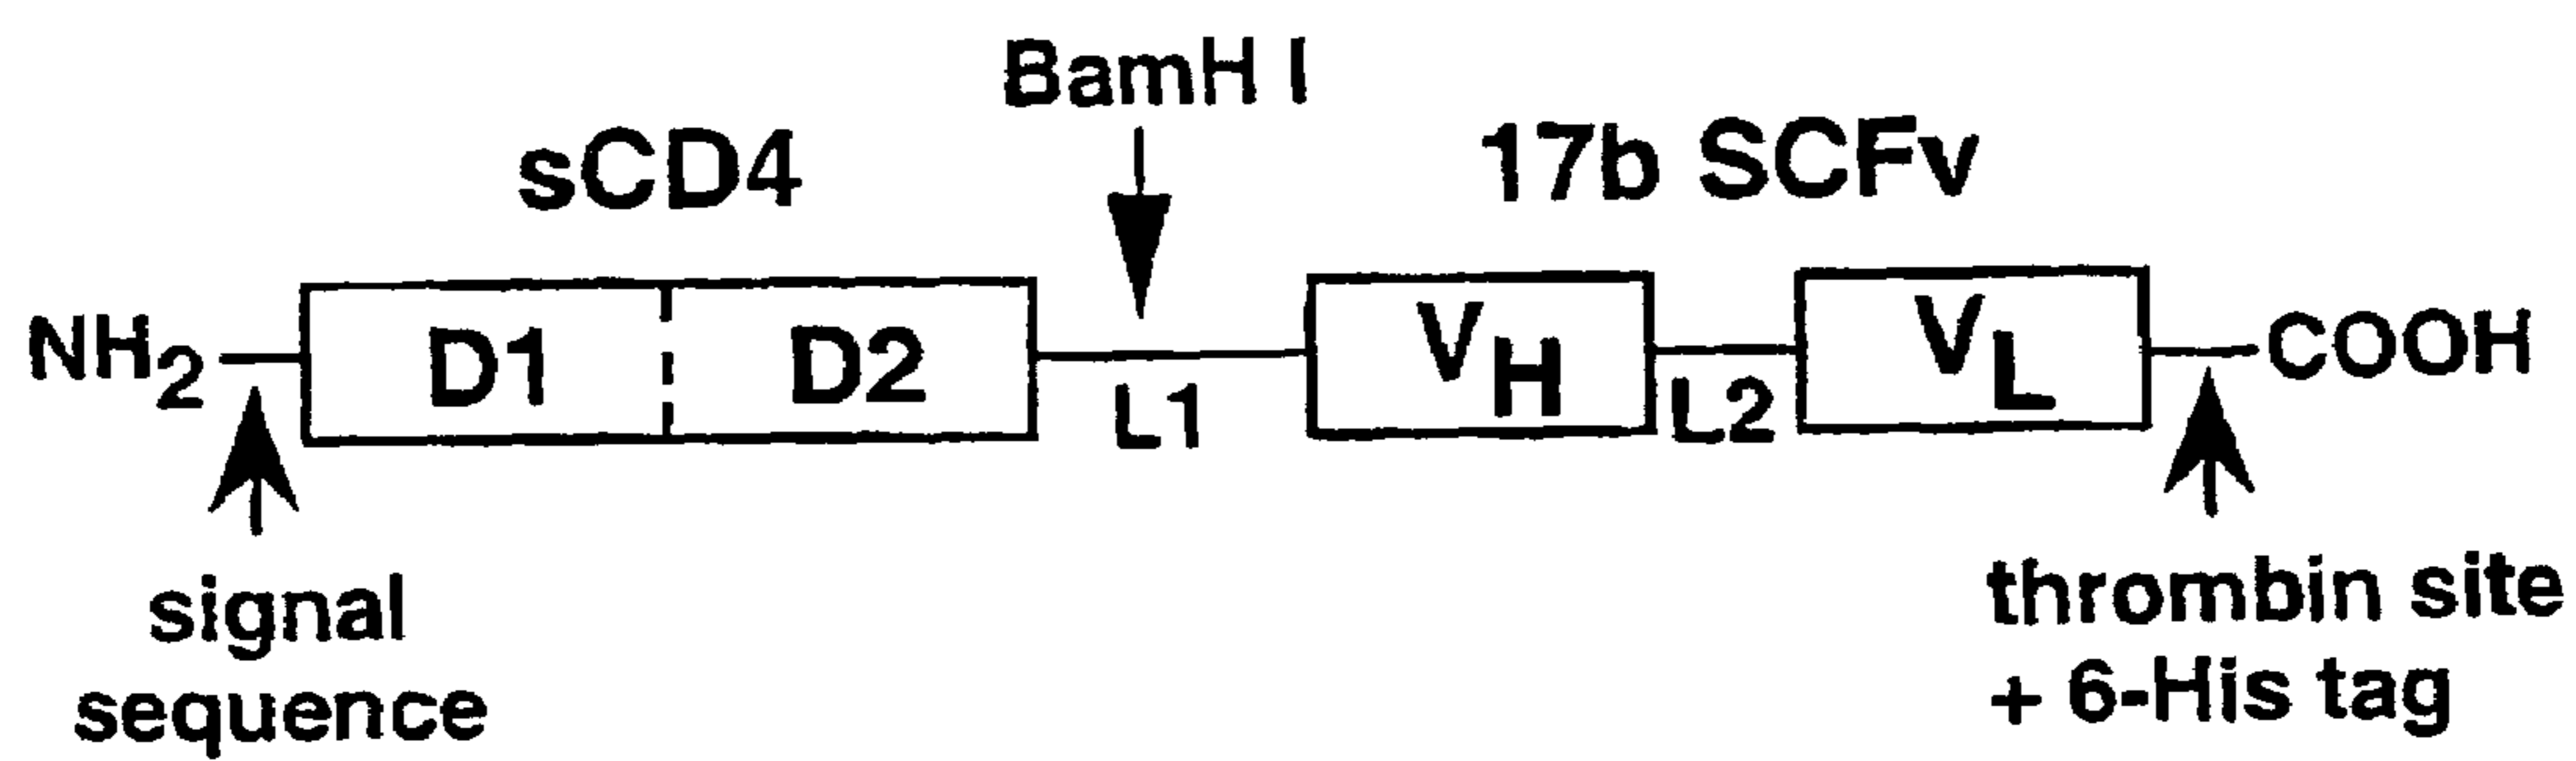 BamH I
sCD4
17b SCFv
NH2
D1
D2
L1
VH
L2
VL
COOH
signal
sequence
thrombin site
+ 6-His tag